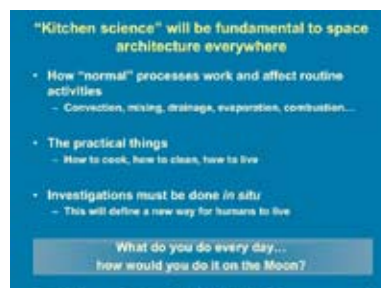 "Kitchen science" will be fundamental to space
architecture everywhere
• How "normal" processes work and affect routine
activities
– Convection, mixing, drainage, evaporation, combustion…
• The practical things
– How to cook, how to clean, how to live
• Investigations must be done in situ
– This will define a new way for humans to live
What do you do every day…
how would you do it on the Moon?